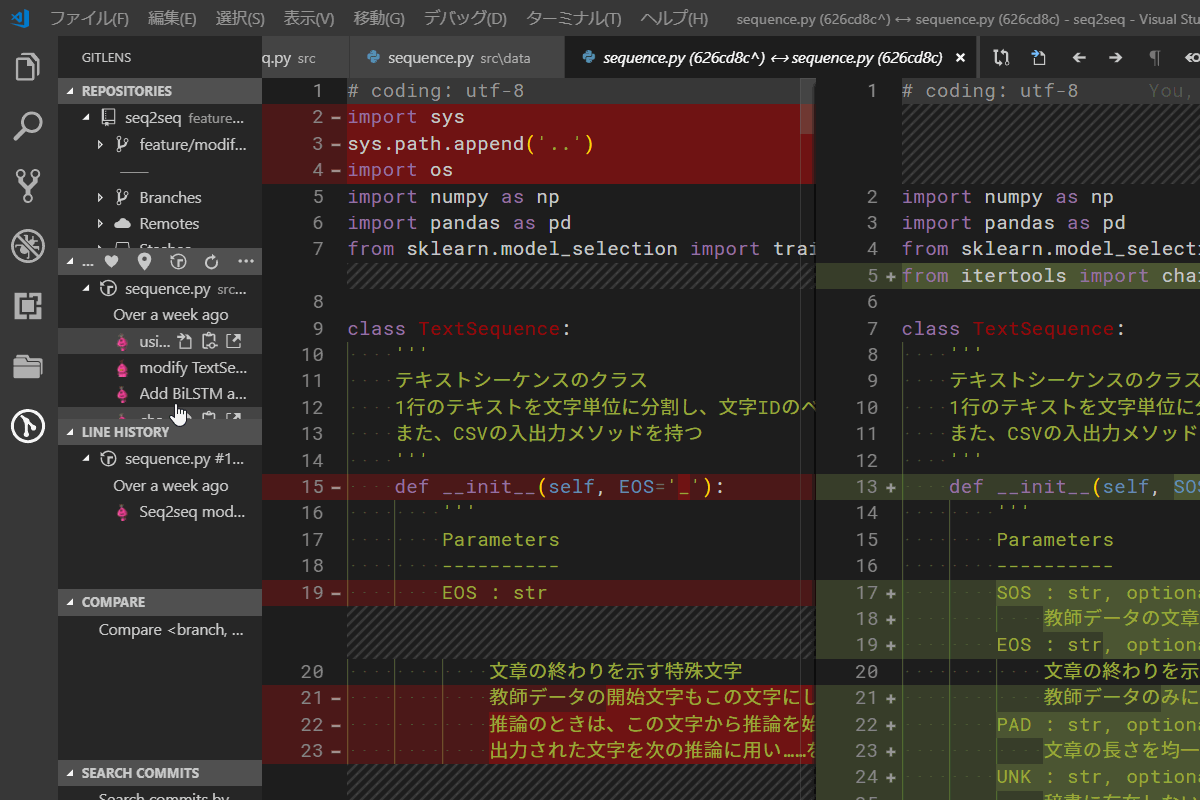 ファイル(F) 編集(E) 選択(S) 表示(V) 移動(G) デバッグ(D) ターミナル(T) ヘルプ(H) sequence.py (626cd8c^) ↔ sequence.py (626cd8c) - seq2seq - Visual Stu
GITLENS
q.py src
sequence.py src\data
sequence.py (626cd8c^) ↔ sequence.py (626cd8c)
REPOSITORIES
seq2seq feature...
feature/modif...
Branches
Remotes
...
sequence.py src...
Over a week ago
usi...
modify TextSe...
Add BiLSTM a...
LINE HISTORY
sequence.py #1...
Over a week ago
Seq2seq mod...
COMPARE
Compare <branch, ...
SEARCH COMMITS
Search commits by
1 # coding: utf-8
2 − import sys
3 − sys.path.append('..')
4 − import os
5 import numpy as np
6 import pandas as pd
7 from sklearn.model_selection import trai
8
9 class TextSequence:
10 '''
11 テキストシーケンスのクラス
12 1行のテキストを文字単位に分割し、文字IDのベ
13 また、CSVの入出力メソッドを持つ
14 '''
15 − def __init__(self, EOS='_'):
16 '''
17 Parameters
18 ----------
19 − EOS : str
20 文章の終わりを示す特殊文字
21 − 教師データの開始文字もこの文字にし
22 − 推論のときは、この文字から推論を始
23 − 出力された文字を次の推論に用い……を
1 # coding: utf-8 You,
2 import numpy as np
3 import pandas as pd
4 from sklearn.model_selecti
5 + from itertools import chai
6
7 class TextSequence:
8 '''
9 テキストシーケンスのクラス
10 1行のテキストを文字単位に分
11 また、CSVの入出力メソッド
12 '''
13 + def __init__(self, SOS
14 '''
15 Parameters
16 ----------
17 + SOS : str, optiona
18 + 教師データの文章
19 + EOS : str, optiona
20 文章の終わりを示
21 + 教師データのみに
22 + PAD : str, optiona
23 + 文章の長さを均一
24 + UNK : str, optiona